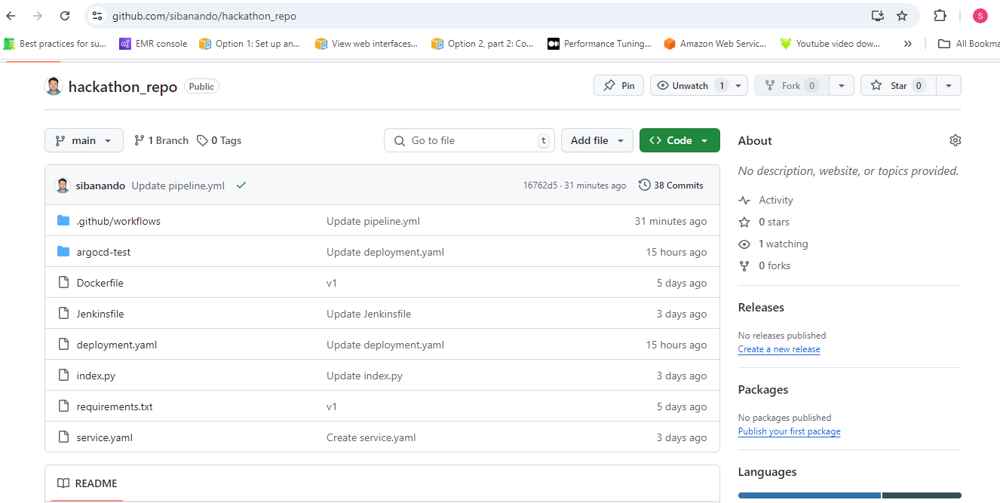 github.com/sibanando/hackathon_repo
S
Best practices for su... EMR console Option 1: Set up an... View web interfaces... Option 2, part 2: Co... Performance Tuning,... Amazon Web Servic... Youtube video dow... » All Bookma
hackathon_repo Public Pin Unwatch 1 Fork 0 Star 0
main 1 Branch 0 Tags Go to file t Add file <> Code
sibanando Update pipeline.yml 16762d5 · 31 minutes ago 38 Commits
.github/workflows Update pipeline.yml 31 minutes ago
argocd-test Update deployment.yaml 15 hours ago
Dockerfile v1 5 days ago
Jenkinsfile Update Jenkinsfile 3 days ago
deployment.yaml Update deployment.yaml 15 hours ago
index.py Update index.py 3 days ago
requirements.txt v1 5 days ago
service.yaml Create service.yaml 3 days ago
README
About
No description, website, or topics provided.
Activity
0 stars
1 watching
0 forks
Releases
No releases published
Create a new release
Packages
No packages published
Publish your first package
Languages